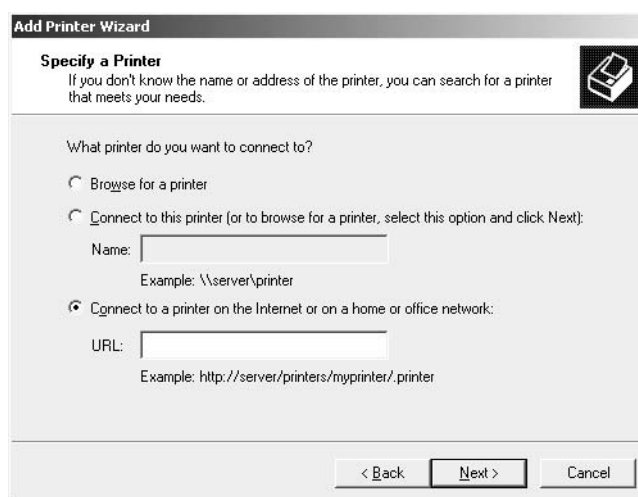 Add Printer Wizard
Specify a Printer
If you don't know the name or address of the printer, you can search for a printer
that meets your needs.
What printer do you want to connect to?
Browse for a printer
Connect to this printer (or to browse for a printer, select this option and click Next):
Name:
Example: \\server\printer
Connect to a printer on the Internet or on a home or office network:
URL:
Example: http://server/printers/myprinter/.printer
< Back Next > Cancel